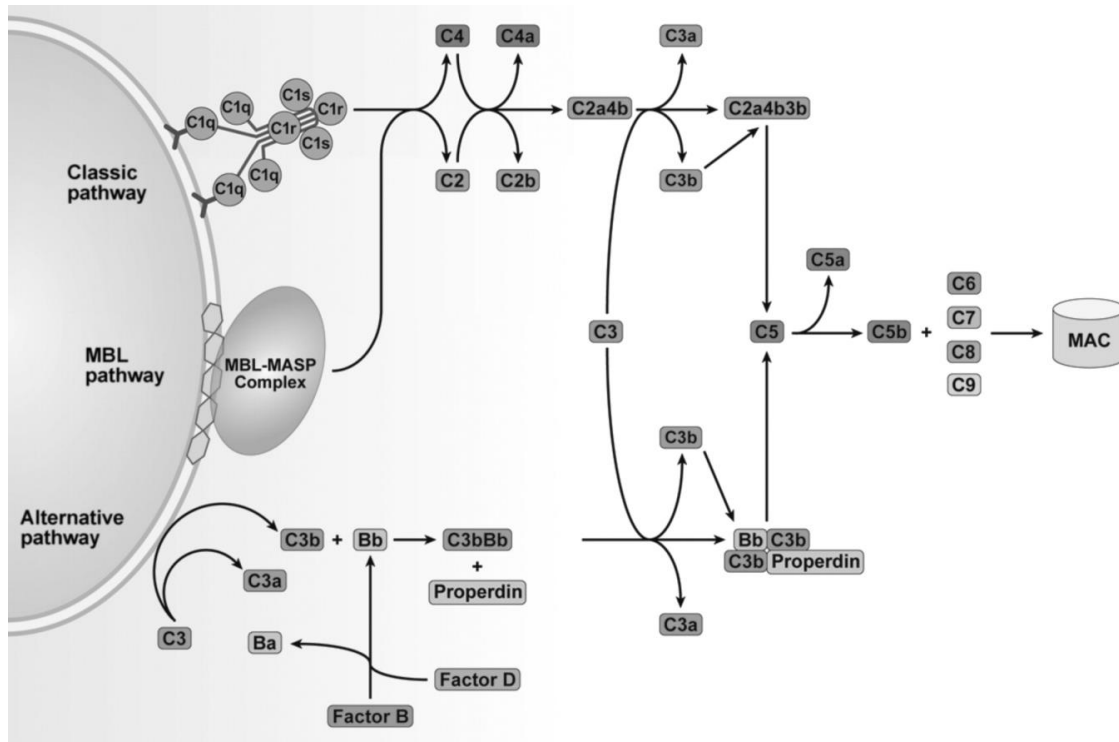 C4
C4a
C3a
C1q
C1s
C1r
C1q
C1r
C1s
C2a4b
C2a4b3b
C1q
C1q
C2
C2b
C3b
Classic
pathway
C5a
C6
C7
C8
C9
C3
C5
C5b
+
MAC
MBL
pathway
MBL-MASP
Complex
C3b
Alternative
pathway
C3b
+
Bb
C3bBb
+
Properdin
Bb
C3b
C3b
Properdin
C3a
C3
C3a
Ba
Factor D
Factor B